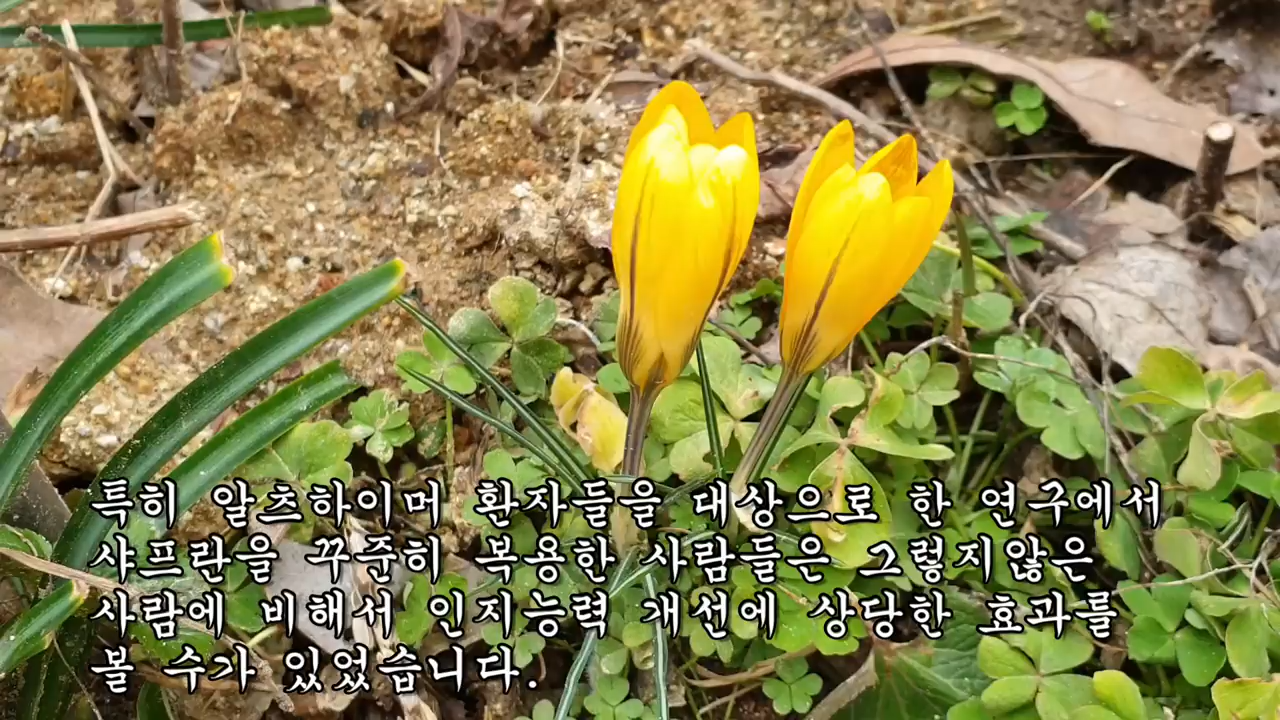 특히 알츠하이머 환자들을 대상으로 한 연구에서
샤프란을 꾸준히 복용한 사람들은 그렇지않은
사람에 비해서 인지능력 개선에 상당한 효과를
볼 수가 있었습니다.